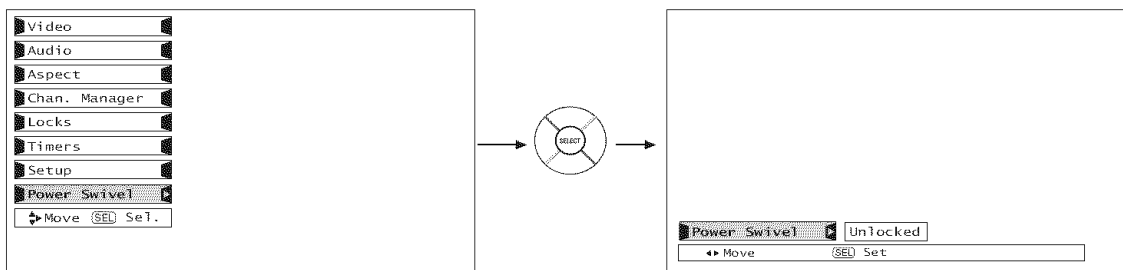 Video
Audio
Aspect
Chan. Manager
Locks
Timers
Setup
Power Swivel
Move SEL Sel.
SELECT
Power Swivel Unlocked
Move SEL Set